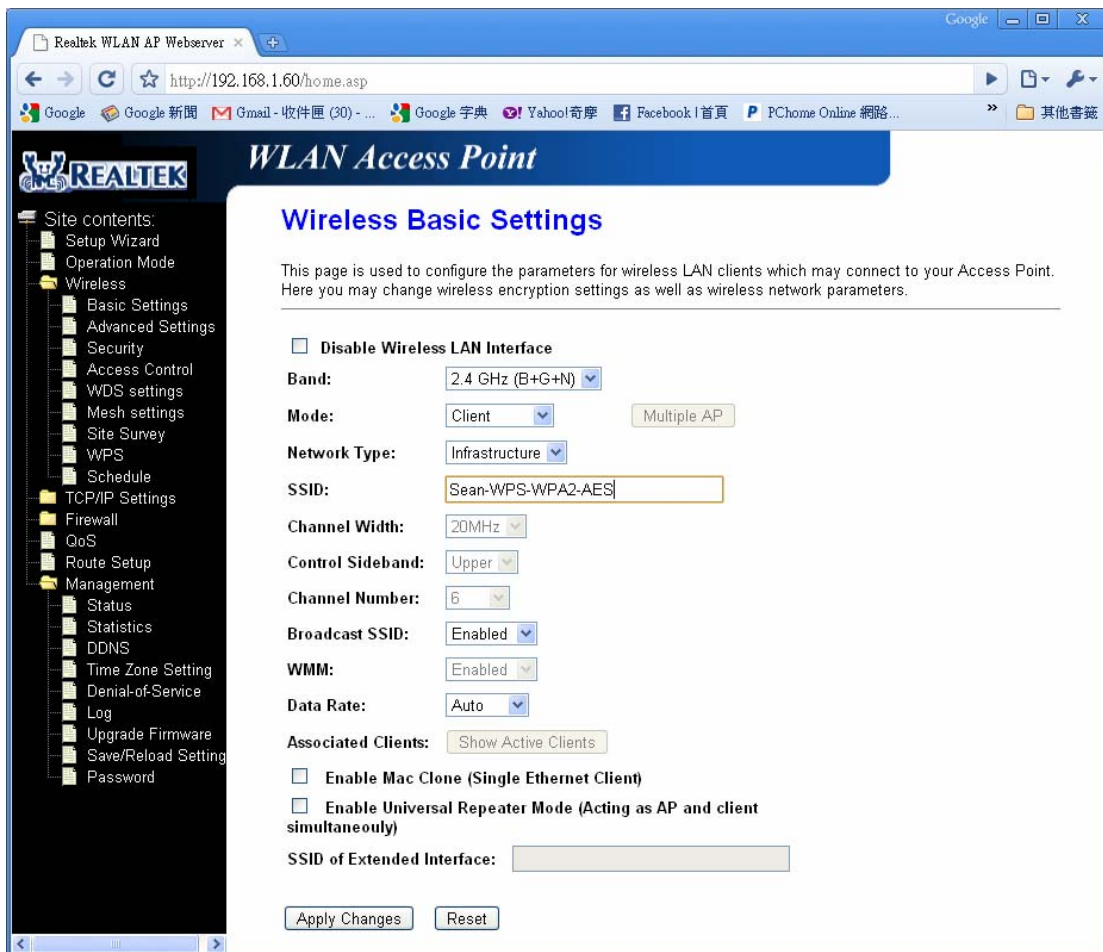 Google
Realtek WLAN AP Webserver
http://192.168.1.60/home.asp
Google Google 新聞 Gmail - 收件匣 (30) - ... Google 字典 Yahoo!奇摩 Facebook | 首頁 PChome Online 網路... » 其他書籤
REALTEK
WLAN Access Point
Site contents:
Setup Wizard
Operation Mode
Wireless
Basic Settings
Advanced Settings
Security
Access Control
WDS settings
Mesh settings
Site Survey
WPS
Schedule
TCP/IP Settings
Firewall
QoS
Route Setup
Management
Status
Statistics
DDNS
Time Zone Setting
Denial-of-Service
Log
Upgrade Firmware
Save/Reload Setting
Password
Wireless Basic Settings
This page is used to configure the parameters for wireless LAN clients which may connect to your Access Point.
Here you may change wireless encryption settings as well as wireless network parameters.
Disable Wireless LAN Interface
Band: 2.4 GHz (B+G+N)
Mode: Client Multiple AP
Network Type: Infrastructure
SSID: Sean-WPS-WPA2-AES
Channel Width: 20MHz
Control Sideband: Upper
Channel Number: 6
Broadcast SSID: Enabled
WMM: Enabled
Data Rate: Auto
Associated Clients: Show Active Clients
Enable Mac Clone (Single Ethernet Client)
Enable Universal Repeater Mode (Acting as AP and client
simultaneouly)
SSID of Extended Interface:
Apply Changes Reset